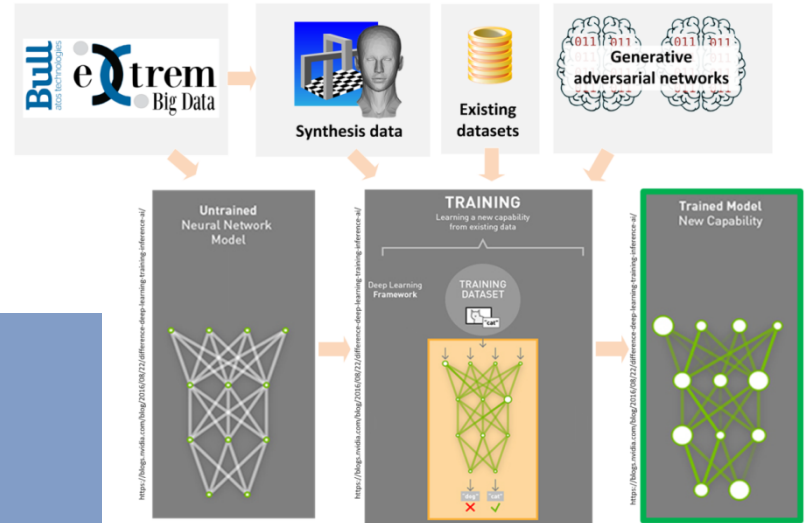 Bull
atos technologies
eXtrem
Big Data
Synthesis data
Existing
datasets
011 011
011 011
Generative
adversarial networks
Untrained
Neural Network
Model
https://blogs.nvidia.com/blog/2016/08/22/difference-deep-learning-training-inference-ai/
TRAINING
Learning a new capability
from existing data
Deep Learning
Framework
TRAINING
DATASET
"cat"
"dog"
"cat"
https://blogs.nvidia.com/blog/2016/08/22/difference-deep-learning-training-inference-ai/
Trained Model
New Capability
https://blogs.nvidia.com/blog/2016/08/22/difference-deep-learning-training-inference-ai/